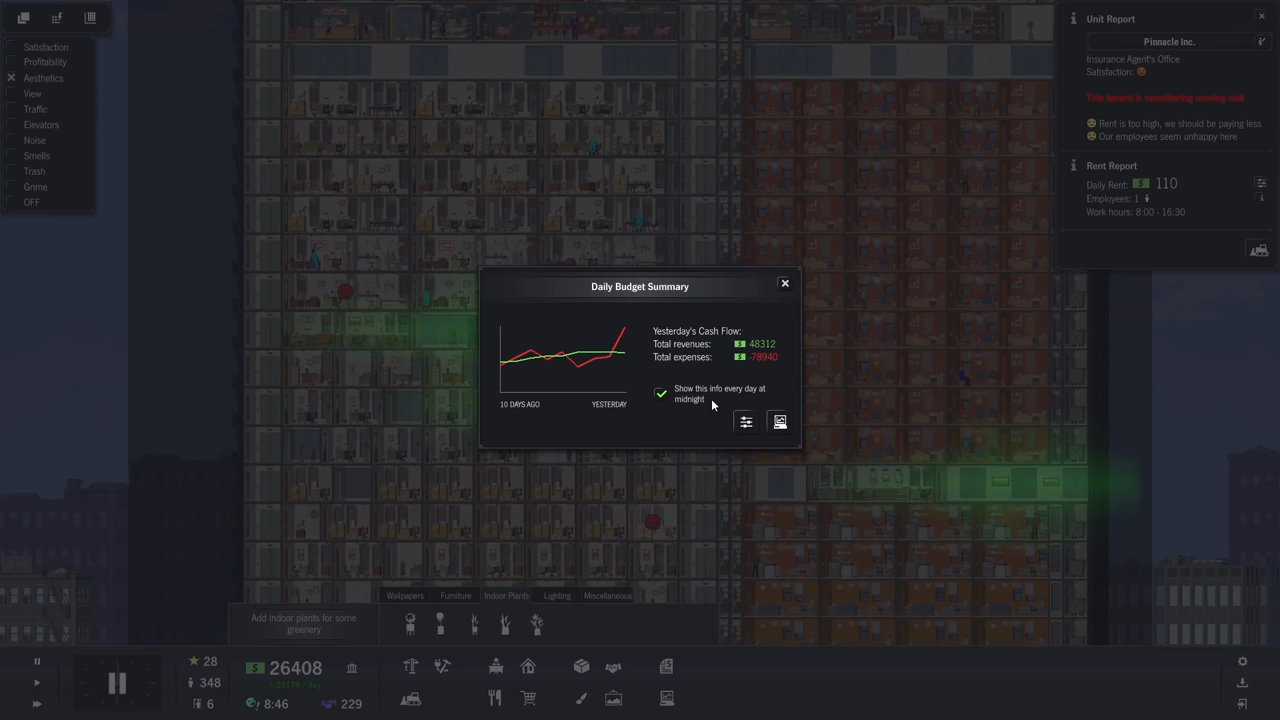 Satisfaction
Profitability
Aesthetics
View
Traffic
Elevators
Noise
Smells
Trash
Grime
OFF
Unit Report
Pinnacle Inc.
Insurance Agent's Office
Satisfaction:
This tenant is considering moving out!
Rent is too high, we should be paying less
Our employees seem unhappy here
Rent Report
Daily Rent: 110
Employees: 1
Work hours: 8:00 - 16:30
Daily Budget Summary
Yesterday's Cash Flow:
Total revenues: 48312
Total expenses: -78940
Show this info every day at
midnight
10 DAYS AGO YESTERDAY
Wallpapers Furniture Indoor Plants Lighting Miscellaneous
Add indoor plants for some
greenery
28
348
6
26408
+ 25179 / day
8:46
229